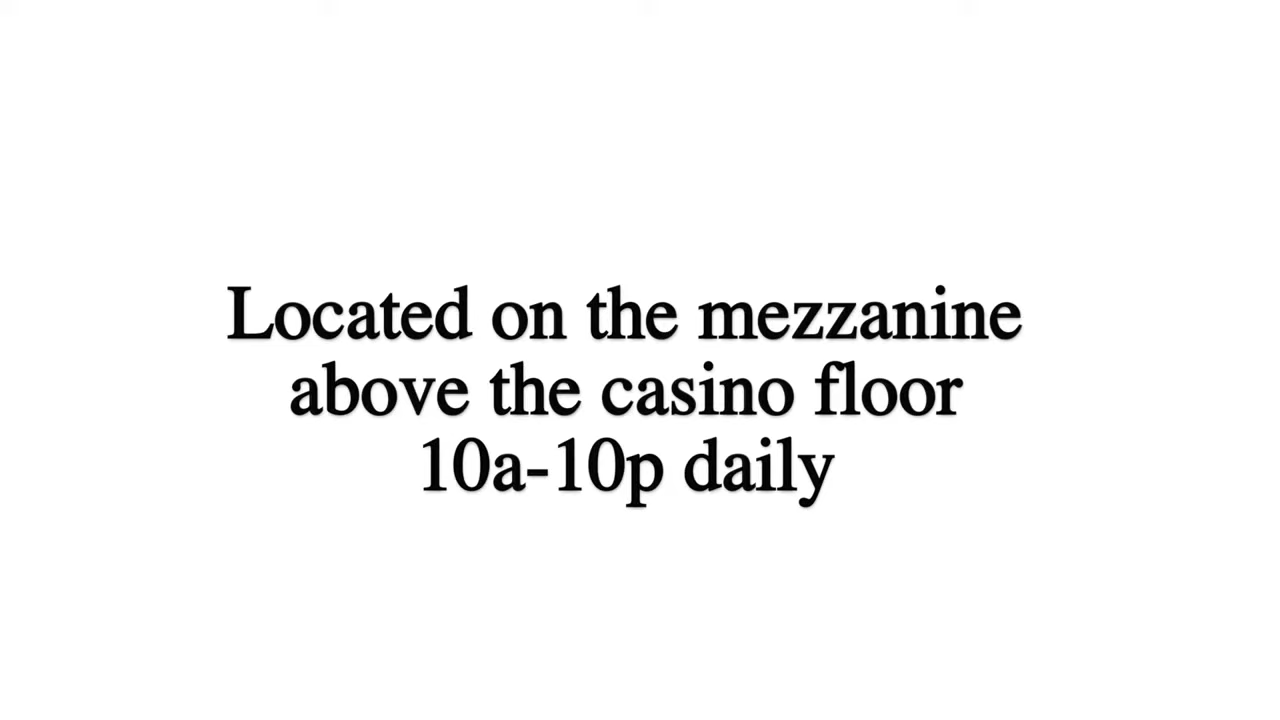 Located on the mezzanine
above the casino floor
10a-10p daily